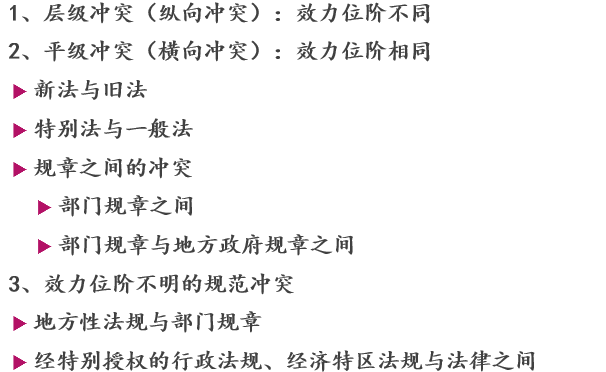 1、层级冲突（纵向冲突）：效力位阶不同
2、平级冲突（横向冲突）：效力位阶相同
新法与旧法
特别法与一般法
规章之间的冲突
部门规章之间
部门规章与地方政府规章之间
3、效力位阶不明的规范冲突
地方性法规与部门规章
经特别授权的行政法规、经济特区法规与法律之间